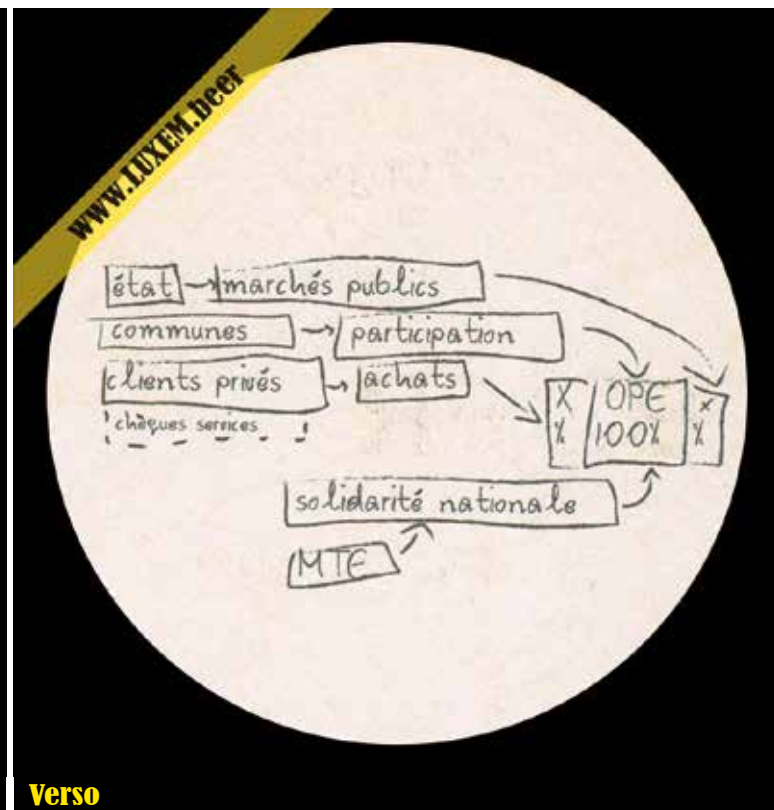 www.LUXEM.beer
état → marchés publics
communes → participation
clients privés → achats
chèques services
X OPE x
% 100% %
solidarité nationale
MTE
Verso